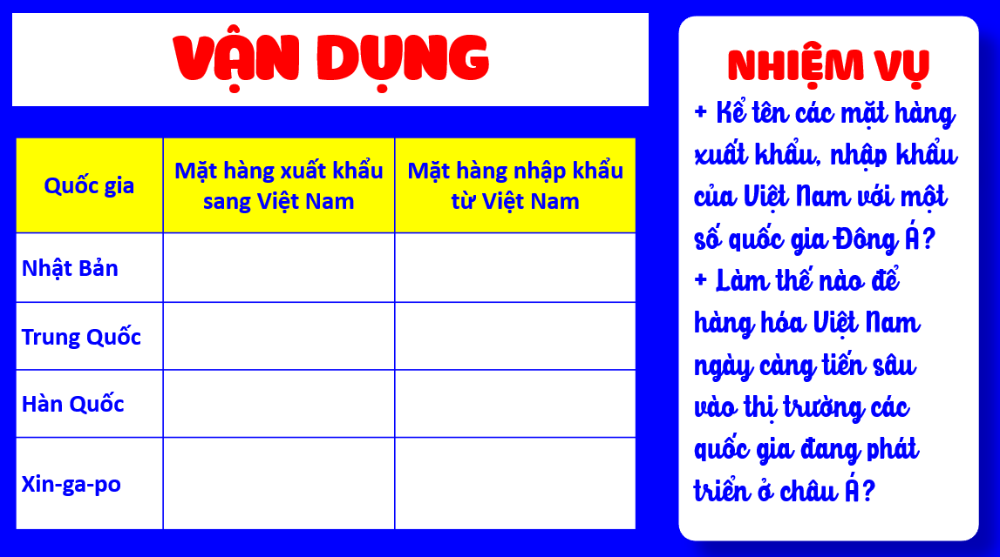 VẬN DỤNG
Quốc gia
Mặt hàng xuất khẩu
sang Việt Nam
Mặt hàng nhập khẩu
từ Việt Nam
Nhật Bản
Trung Quốc
Hàn Quốc
Xin-ga-po
NHIỆM VỤ
+ Kể tên các mặt hàng
xuất khẩu, nhập khẩu
của Việt Nam với một
số quốc gia Đông Á?
+ Làm thế nào để
hàng hóa Việt Nam
ngày càng tiến sâu
vào thị trường các
quốc gia đang phát
triển ở châu Á?